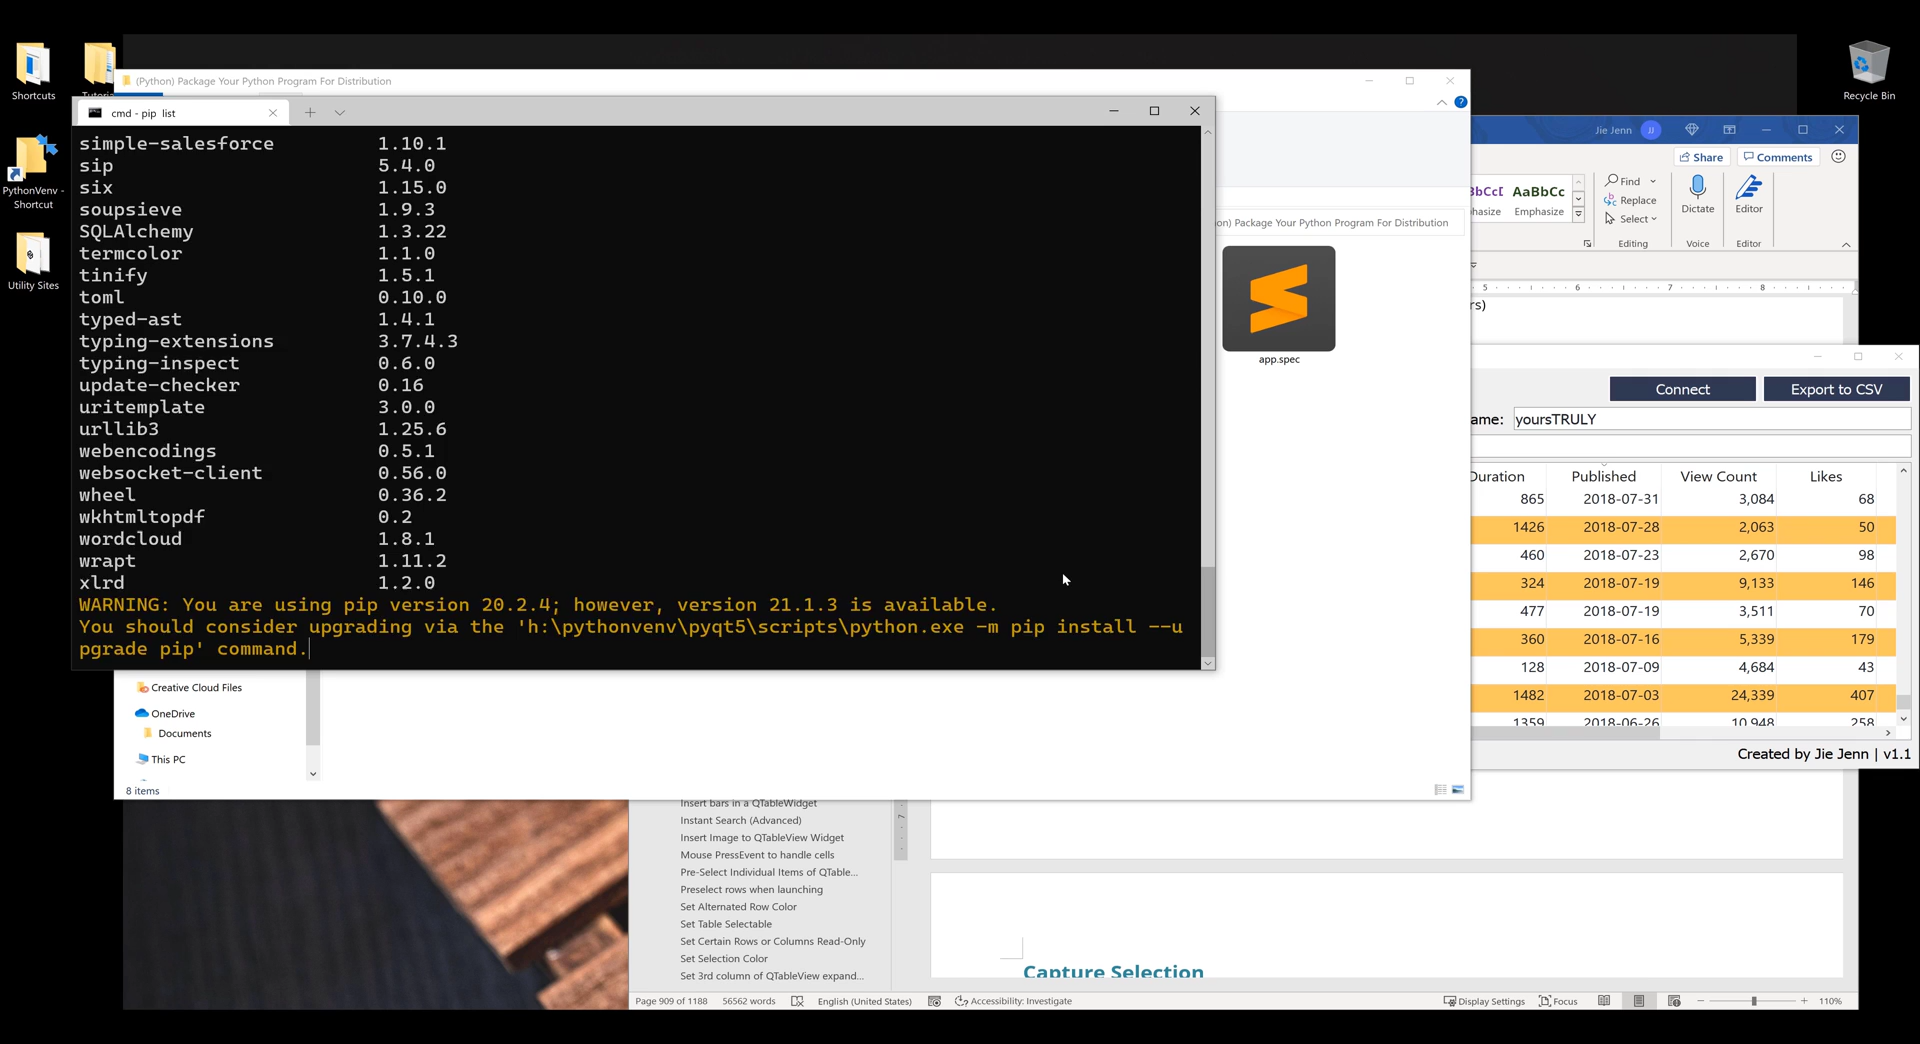 Shortcuts
Recycle Bin
PythonVenv -
Shortcut
Utility Sites
(Python) Package Your Python Program For Distribution
cmd - pip list
simple-salesforce 1.10.1
sip 5.4.0
six 1.15.0
soupsieve 1.9.3
SQLAlchemy 1.3.22
termcolor 1.1.0
tinify 1.5.1
toml 0.10.0
typed-ast 1.4.1
typing-extensions 3.7.4.3
typing-inspect 0.6.0
update-checker 0.16
uritemplate 3.0.0
urllib3 1.25.6
webencodings 0.5.1
websocket-client 0.56.0
wheel 0.36.2
wkhtmltopdf 0.2
wordcloud 1.8.1
wrapt 1.11.2
xlrd 1.2.0
WARNING: You are using pip version 20.2.4; however, version 21.1.3 is available.
You should consider upgrading via the 'h:\pythonvenv\pyqt5\scripts\python.exe -m pip install --u
pgrade pip' command.
on) Package Your Python Program For Distribution
app.spec
Creative Cloud Files
OneDrive
Documents
This PC
8 items
Jie Jenn JJ
Share Comments
AaBbCc
Emphasize
Find
Replace
Select
Editing
Dictate
Voice
Editor
Editor
5 6 7 8
rs)
Connect Export to CSV
ame: yoursTRULY
Duration Published View Count Likes
865 2018-07-31 3,084 68
1426 2018-07-28 2,063 50
460 2018-07-23 2,670 98
324 2018-07-19 9,133 146
477 2018-07-19 3,511 70
360 2018-07-16 5,339 179
128 2018-07-09 4,684 43
1482 2018-07-03 24,339 407
1359 2018-06-26 10,948 258
Created by Jie Jenn | v1.1
Insert bars in a QTableWidget
Instant Search (Advanced)
Insert Image to QTableView Widget
Mouse PressEvent to handle cells
Pre-Select Individual Items of QTable...
Preselect rows when launching
Set Alternated Row Color
Set Table Selectable
Set Certain Rows or Columns Read-Only
Set Selection Color
Set 3rd column of QTableView expand...
7
Capture Selection
Page 909 of 1188 56562 words English (United States) Accessibility: Investigate Display Settings Focus 110%